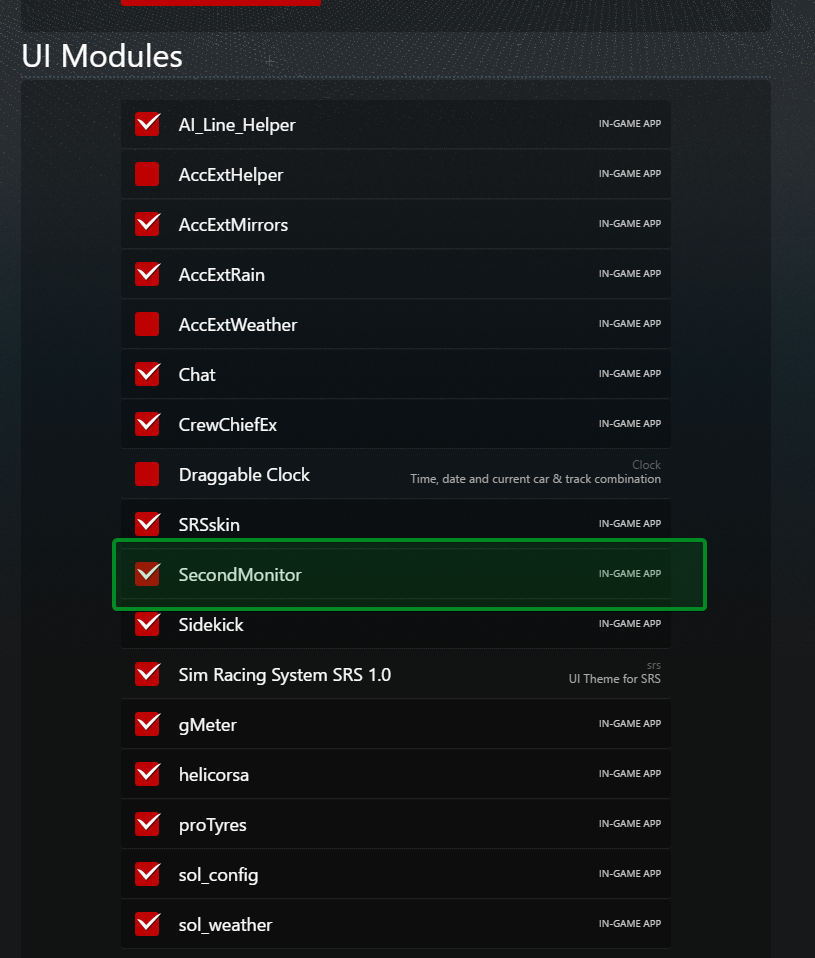 UI Modules
AI_Line_Helper IN-GAME APP
AccExtHelper IN-GAME APP
AccExtMirrors IN-GAME APP
AccExtRain IN-GAME APP
AccExtWeather IN-GAME APP
Chat IN-GAME APP
CrewChiefEx IN-GAME APP
Clock
Draggable Clock Time, date and current car & track combination
SRSskin IN-GAME APP
SecondMonitor IN-GAME APP
Sidekick IN-GAME APP
srs
Sim Racing System SRS 1.0 UI Theme for SRS
gMeter IN-GAME APP
helicorsa IN-GAME APP
proTyres IN-GAME APP
sol_config IN-GAME APP
sol_weather IN-GAME APP